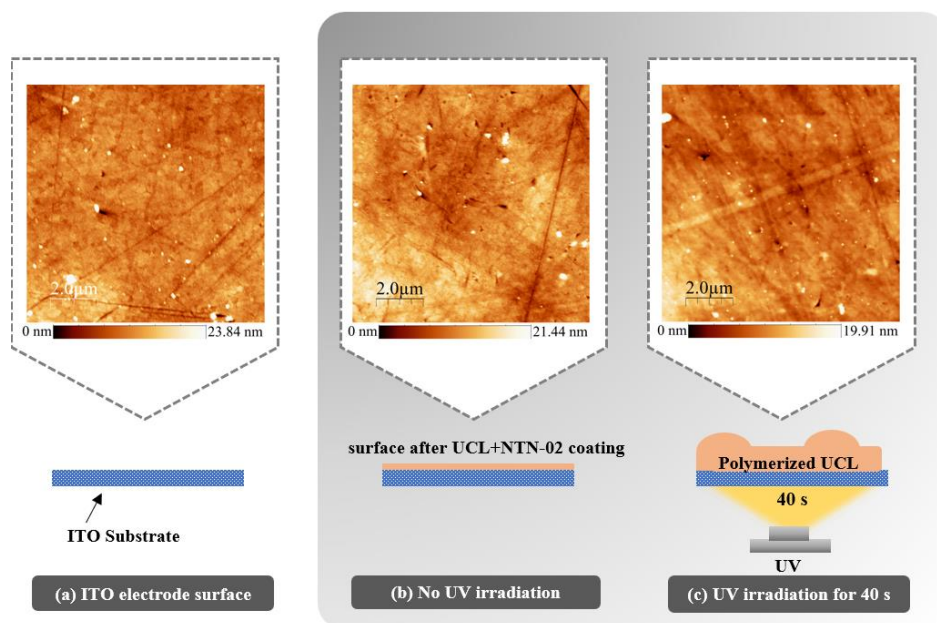 2.0µm
0 nm 23.84 nm
2.0µm
0 nm 21.44 nm
2.0µm
0 nm 19.91 nm
ITO Substrate
surface after UCL+NTN-02 coating
Polymerized UCL
40 s
UV
(a) ITO electrode surface
(b) No UV irradiation
(c) UV irradiation for 40 s